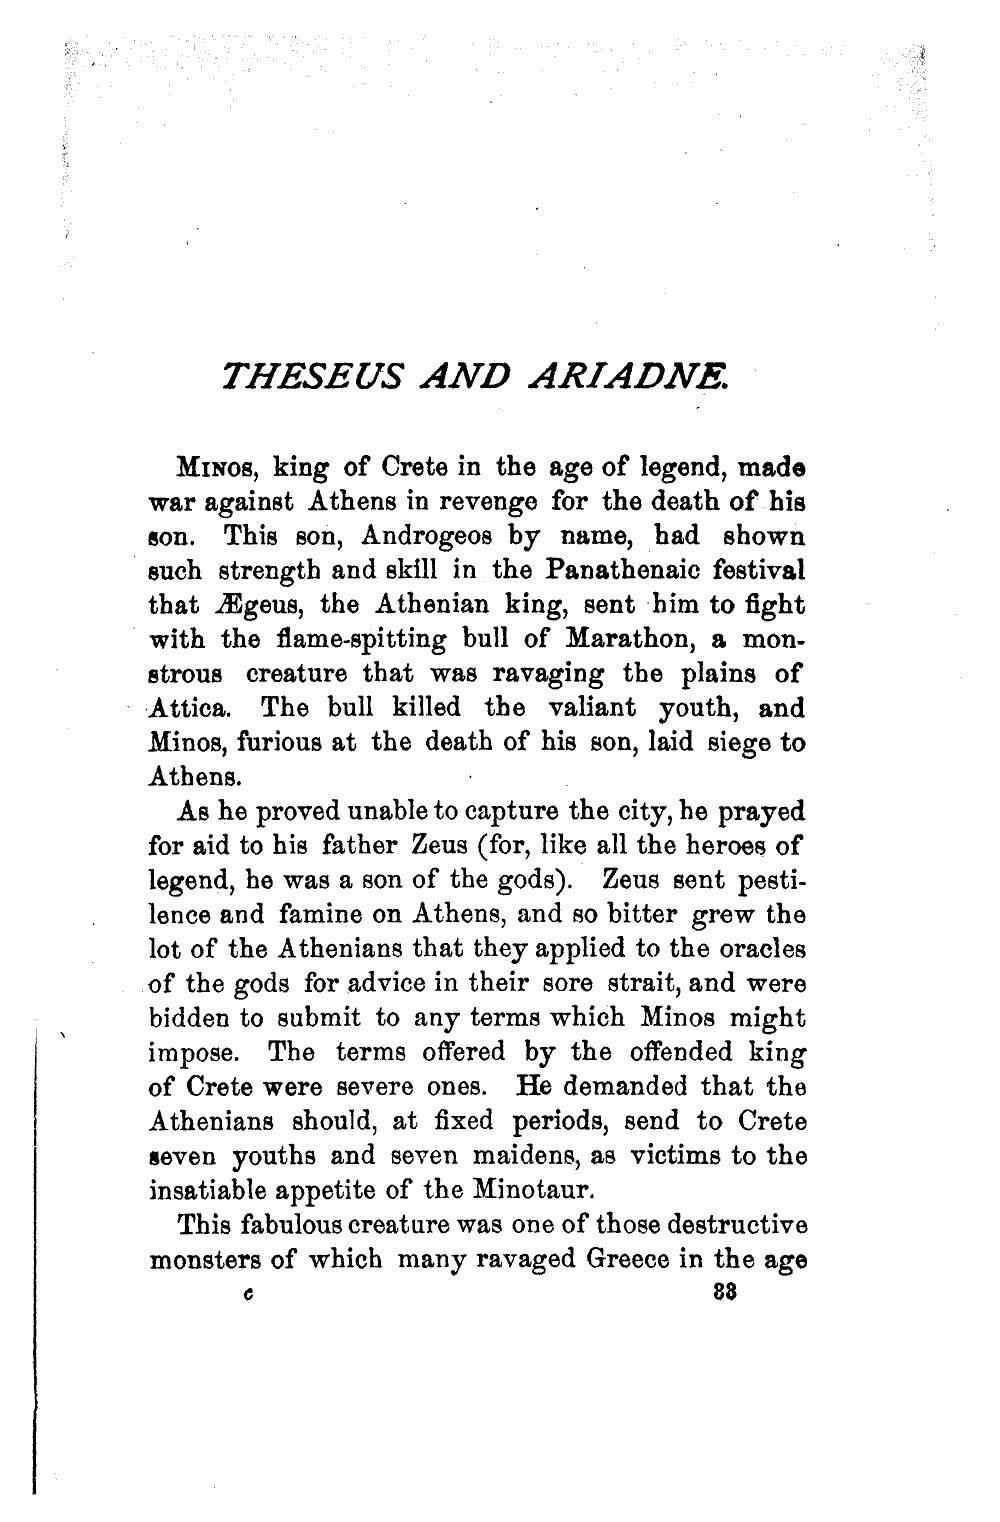 THESEUS AND ARIADNE.
MINOS, king of Crete in the age of legend, made
war against Athens in revenge for the death of his
son. This son, Androgeos by name, had shown
such strength and skill in the Panathenaic festival
that Ægeus, the Athenian king, sent him to fight
with the flame-spitting bull of Marathon, a mon-
strous creature that was ravaging the plains of
Attica. The bull killed the valiant youth, and
Minos, furious at the death of his son, laid siege to
Athens.
As he proved unable to capture the city, he prayed
for aid to his father Zeus (for, like all the heroes of
legend, he was a son of the gods). Zeus sent pesti-
lence and famine on Athens, and so bitter grew the
lot of the Athenians that they applied to the oracles
of the gods for advice in their sore strait, and were
bidden to submit to any terms which Minos might
impose. The terms offered by the offended king
of Crete were severe ones. He demanded that the
Athenians should, at fixed periods, send to Crete
seven youths and seven maidens, as victims to the
insatiable appetite of the Minotaur.
This fabulous creature was one of those destructive
monsters of which many ravaged Greece in the age
c 33